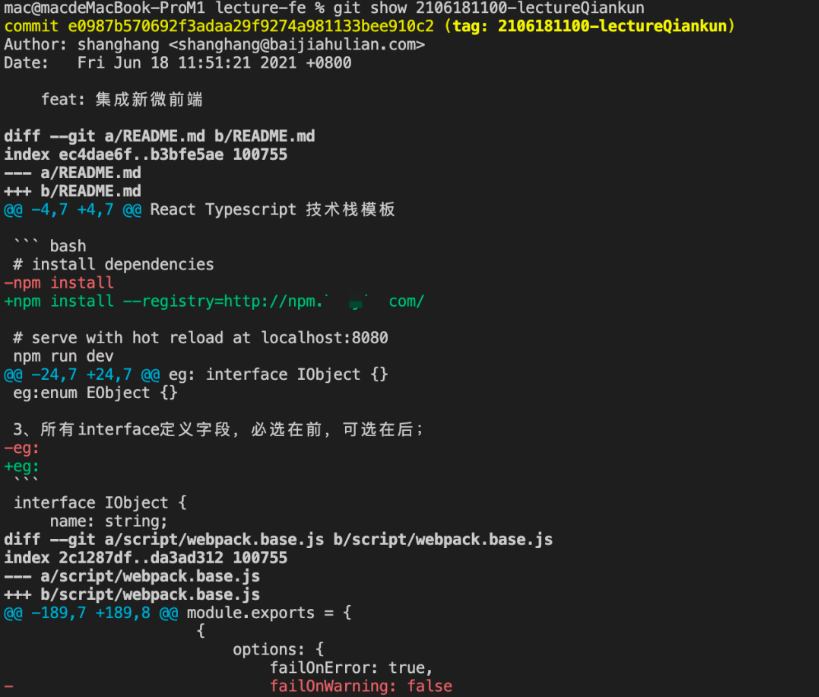 mac@macdeMacBook-ProM1 lecture-fe % git show 2106181100-lectureQiankun
commit e0987b570692f3adaa29f9274a981133bee910c2 (tag: 2106181100-lectureQiankun)
Author: shanghang <shanghang@baijiahulian.com>
Date:   Fri Jun 18 11:51:21 2021 +0800
    feat: 集成新微前端
diff --git a/README.md b/README.md
index ec4dae6f..b3bfe5ae 100755
--- a/README.md
+++ b/README.md
@@ -4,7 +4,7 @@ React Typescript 技术栈模板
 ``` bash
 # install dependencies
-npm install
+npm install --registry=http://npm. com/
 # serve with hot reload at localhost:8080
 npm run dev
@@ -24,7 +24,7 @@ eg: interface IObject {}
 eg:enum EObject {}
 3、所有interface定义字段, 必选在前, 可选在后;
-eg:
+eg:
 ```
 interface IObject {
     name: string;
diff --git a/script/webpack.base.js b/script/webpack.base.js
index 2c1287df..da3ad312 100755
--- a/script/webpack.base.js
+++ b/script/webpack.base.js
@@ -189,7 +189,8 @@ module.exports = {
                     {
                         options: {
                             failOnError: true,
-                            failOnWarning: false